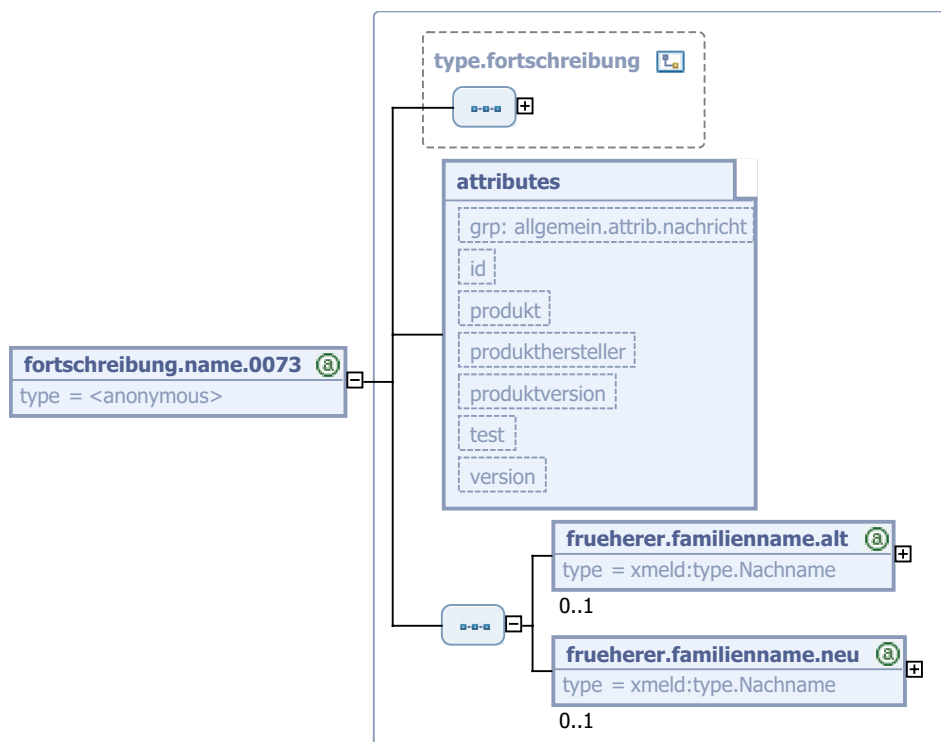 type.fortschreibung
attributes
grp: allgemein.attrib.nachricht
id
produkt
produkthersteller
produktversion
test
version
fortschreibung.name.0073 a
type = <anonymous>
frueherer.familienname.alt a
type = xmeld:type.Nachname
0..1
frueherer.familienname.neu a
type = xmeld:type.Nachname
0..1